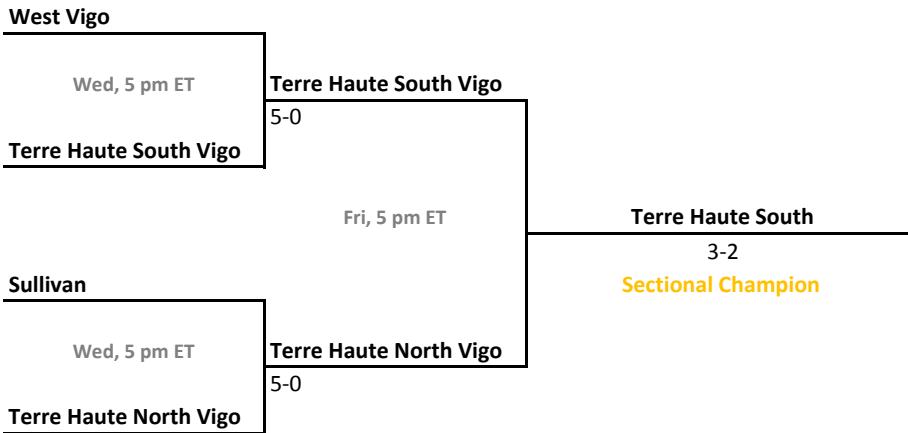 West Vigo
Wed, 5 pm ET
Terre Haute South Vigo
5-0
Terre Haute South Vigo
Fri, 5 pm ET
Terre Haute South
3-2
Sectional Champion
Sullivan
Wed, 5 pm ET
Terre Haute North Vigo
5-0
Terre Haute North Vigo